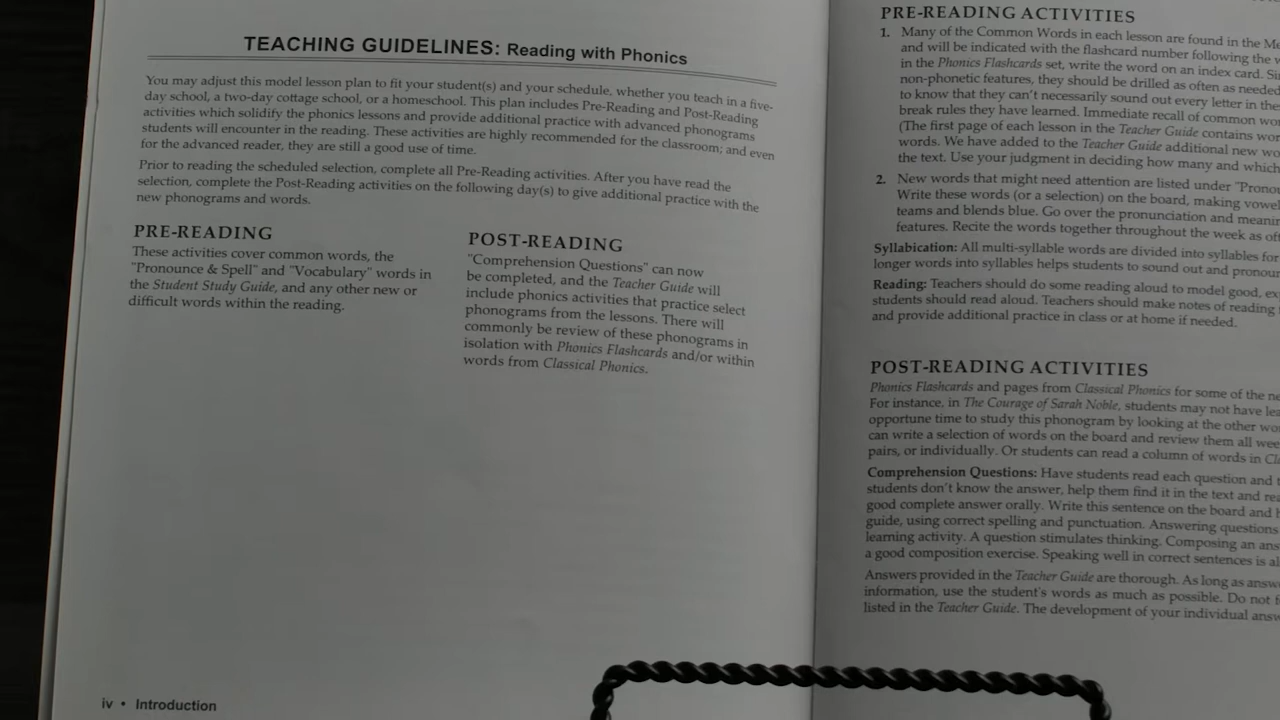 TEACHING GUIDELINES: Reading with Phonics
You may adjust this model lesson plan to fit your student(s) and your schedule, whether you teach in a five-
day school, a two-day cottage school, or a homeschool. This plan includes Pre-Reading and Post-Reading
activities which solidify the phonics lessons and provide additional practice with advanced phonograms
students will encounter in the reading. These activities are highly recommended for the classroom; and even
for the advanced reader, they are still a good use of time.
Prior to reading the scheduled selection, complete all Pre-Reading activities. After you have read the
selection, complete the Post-Reading activities on the following day(s) to give additional practice with the
new phonograms and words.
PRE-READING
These activities cover common words, the
"Pronounce & Spell" and "Vocabulary" words in
the Student Study Guide, and any other new or
difficult words within the reading.
POST-READING
"Comprehension Questions" can now
be completed, and the Teacher Guide will
include phonics activities that practice select
phonograms from the lessons. There will
commonly be review of these phonograms in
isolation with Phonics Flashcards and/or within
words from Classical Phonics.
iv • Introduction
PRE-READING ACTIVITIES
1. Many of the Common Words in each lesson are found in the
and will be indicated with the flashcard number following the
in the Phonics Flashcards set, write the word on an index card.
non-phonetic features, they should be drilled as often as needed
to know that they can't necessarily sound out every letter in the
break rules they have learned. Immediate recall of common
(The first page of each lesson in the Teacher Guide contains
words. We have added to the Teacher Guide additional new
the text. Use your judgment in deciding how many and which
2. New words that might need attention are listed under
Write these words (or a selection) on the board, making
teams and blends blue. Go over the pronunciation and
features. Recite the words together throughout the week as
Syllabication: All multi-syllable words are divided into syllables for
longer words into syllables helps students to sound out and
Reading: Teachers should do some reading aloud to model good,
students should read aloud. Teachers should make notes of reading
and provide additional practice in class or at home if needed.
POST-READING ACTIVITIES
Phonics Flashcards and pages from Classical Phonics for some of the
For instance, in The Courage of Sarah Noble, students may not have
opportune time to study this phonogram by looking at the other
can write a selection of words on the board and review them all
pairs, or individually. Or students can read a column of words in
Comprehension Questions: Have students read each question and
students don't know the answer, help them find it in the text and
good complete answer orally. Write this sentence on the board and
guide, using correct spelling and punctuation. Answering questions
learning activity. A question stimulates thinking. Composing an
a good composition exercise. Speaking well in correct sentences is
Answers provided in the Teacher Guide are thorough. As long as
information, use the student's words as much as possible. Do not
listed in the Teacher Guide. The development of your individual